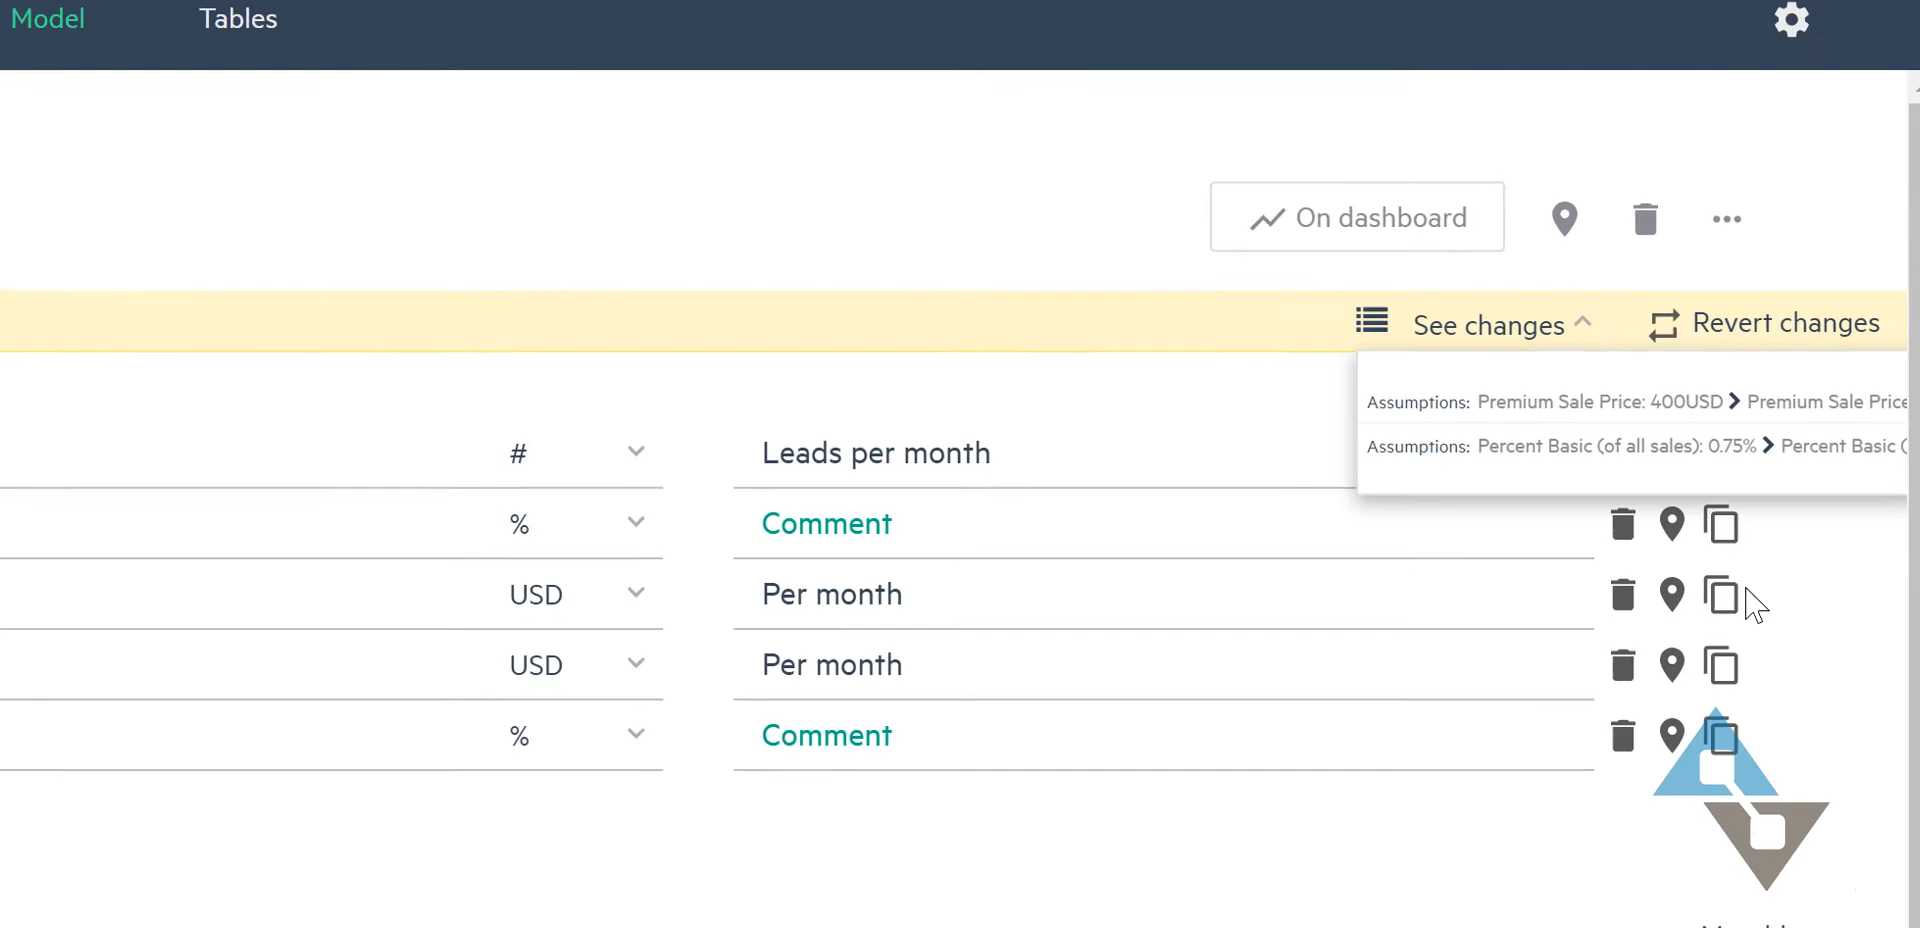 Model Tables
On dashboard
See changes Revert changes
Assumptions: Premium Sale Price: 400USD Premium Sale Price
Assumptions: Percent Basic (of all sales): 0.75% Percent Basic (
# Leads per month
% Comment
USD Per month
USD Per month
% Comment